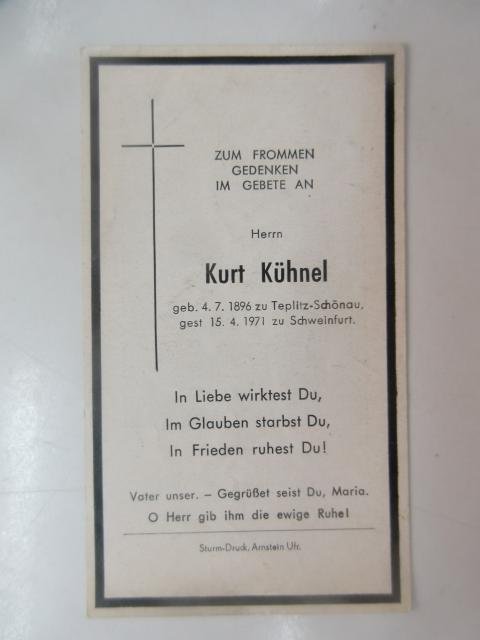 ZUM FROMMEN
GEDENKEN
IM GEBETE AN
Herrn
Kurt Kühnel
geb. 4. 7. 1896 zu Teplitz-Schönau,
gest 15. 4. 1971 zu Schweinfurt.
In Liebe wirktest Du,
Im Glauben starbst Du,
In Frieden ruhest Du!
Vater unser. – Gegrüßet seist Du, Maria.
O Herr gib ihm die ewige Ruhe!
Sturm-Druck, Arnstein Ufr.